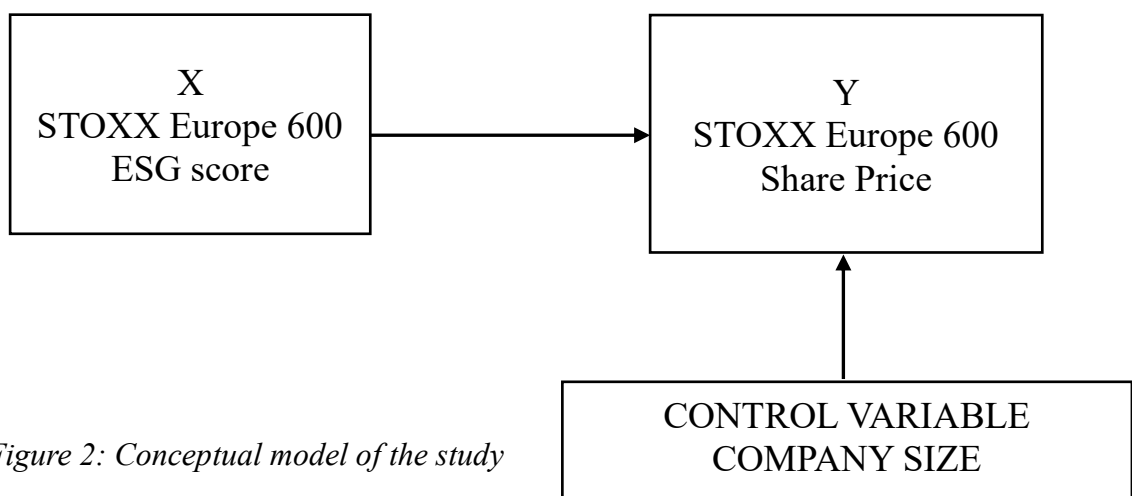 X
STOXX Europe 600
ESG score
Y
STOXX Europe 600
Share Price
CONTROL VARIABLE
COMPANY SIZE
Figure 2: Conceptual model of the study